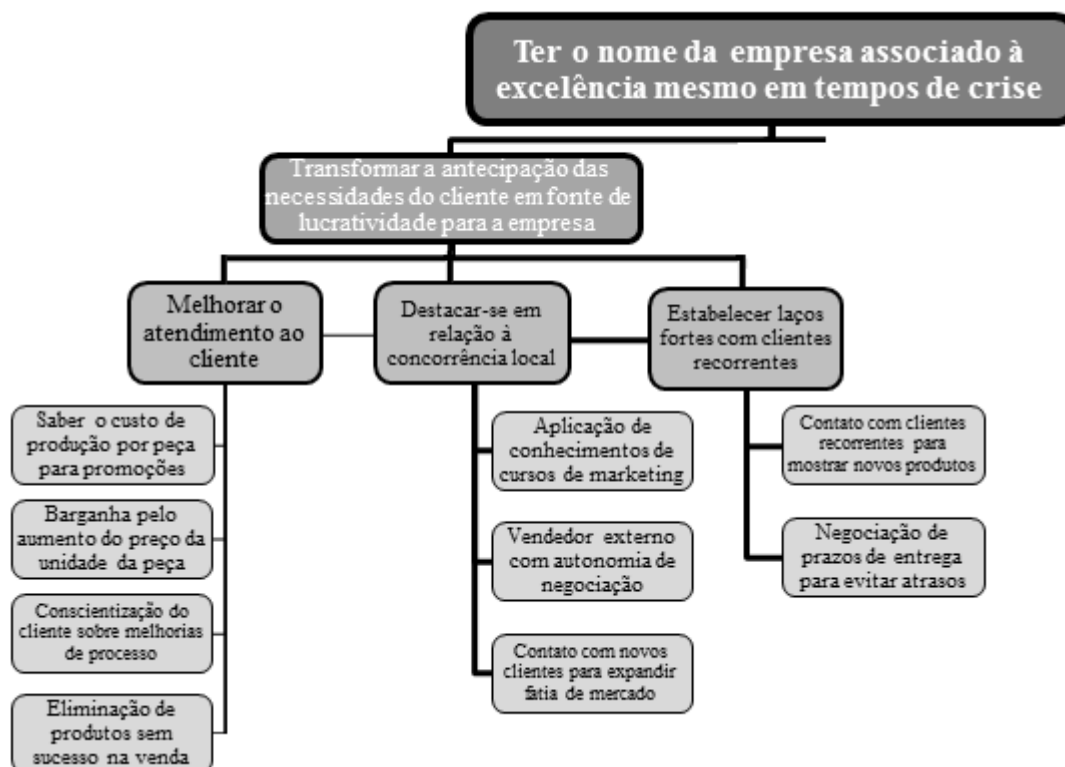 Ter o nome da empresa associado à
excelência mesmo em tempos de crise
Transformar a antecipação das
necessidades do cliente em fonte de
lucratividade para a empresa
Melhorar o
atendimento ao
cliente
Destacar-se em
relação à
concorrência local
Estabelecer laços
fortes com clientes
recorrentes
Saber o custo de
produção por peça
para promoções
Barganha pelo
aumento do preço da
unidade da peça
Conscientização do
cliente sobre melhorias
de processo
Eliminação de
produtos sem
sucesso na venda
Aplicação de
conhecimentos de
cursos de marketing
Vendedor externo
com autonomia de
negociação
Contato com novos
clientes para expandir
fatia de mercado
Contato com clientes
recorrentes para
mostrar novos produtos
Negociação de
prazos de entrega
para evitar atrasos